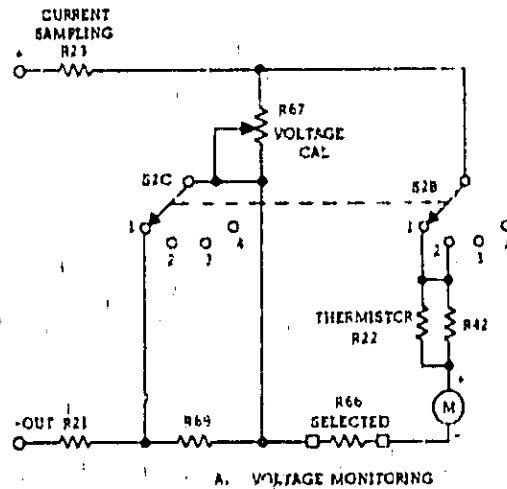 CURRENT
SAMPLING
R23
+
R67
VOLTAGE
CAL
S2C
S2B
1
2
3
4
1
2
3
THERMISTOR
R22
R42
+
M
-
-OUT
R21
R69
R66
SELECTED
A. VOLTAGE MONITORING